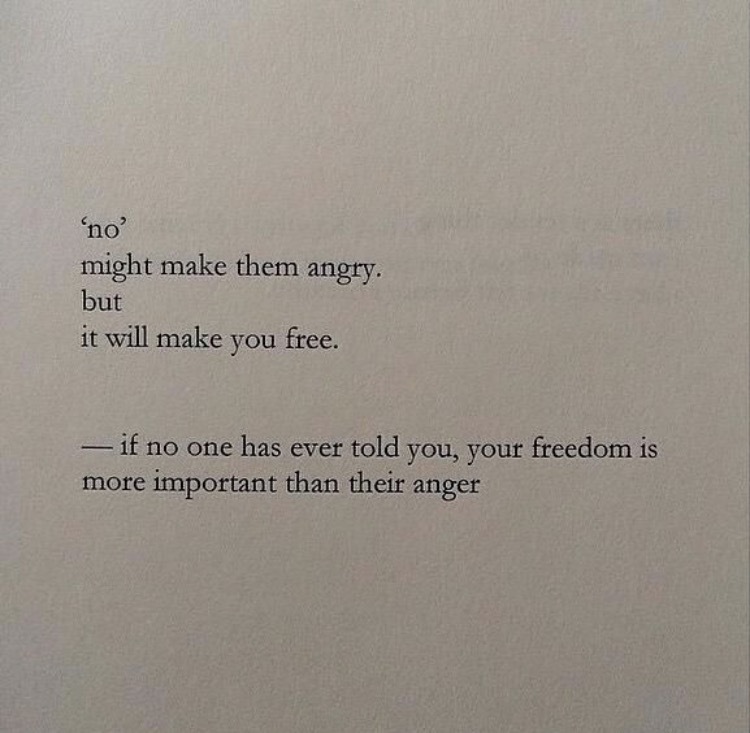 ‘no’
might make them angry.
but
it will make you free.
— if no one has ever told you, your freedom is
more important than their anger